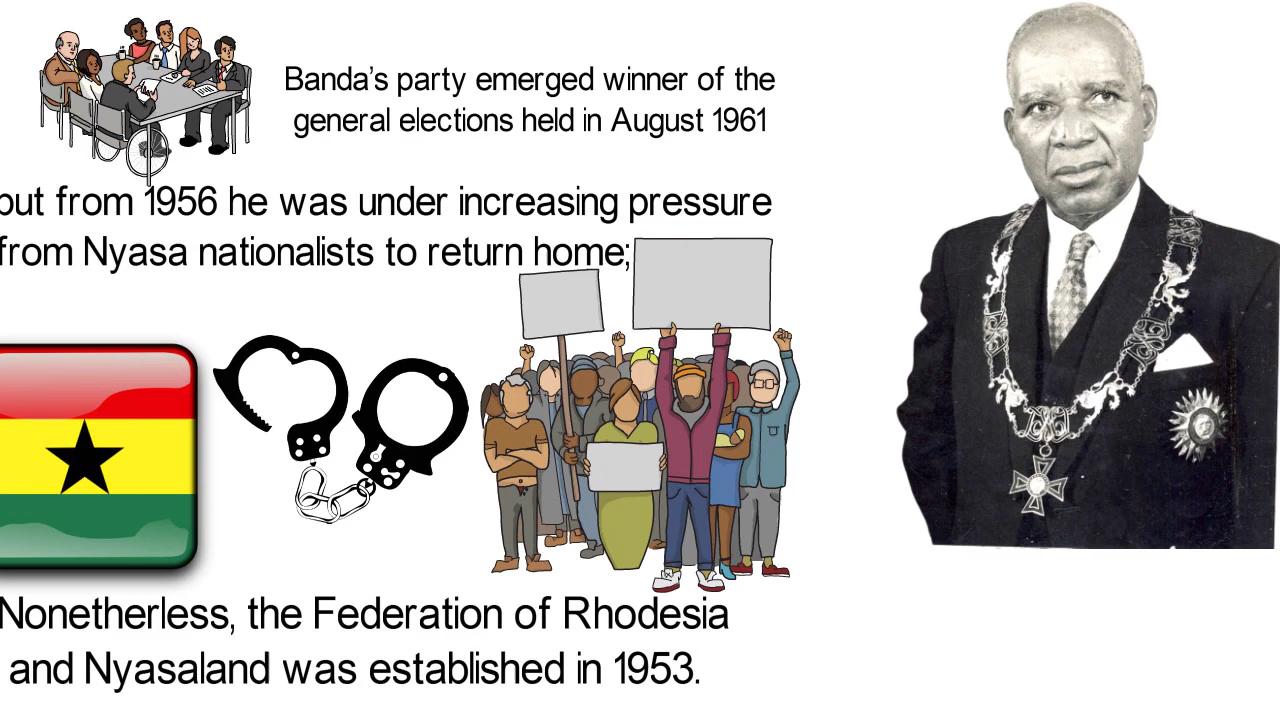 Banda's party emerged winner of the
general elections held in August 1961
but from 1956 he was under increasing pressure
from Nyasa nationalists to return home;
Nonetherless, the Federation of Rhodesia
and Nyasaland was established in 1953.